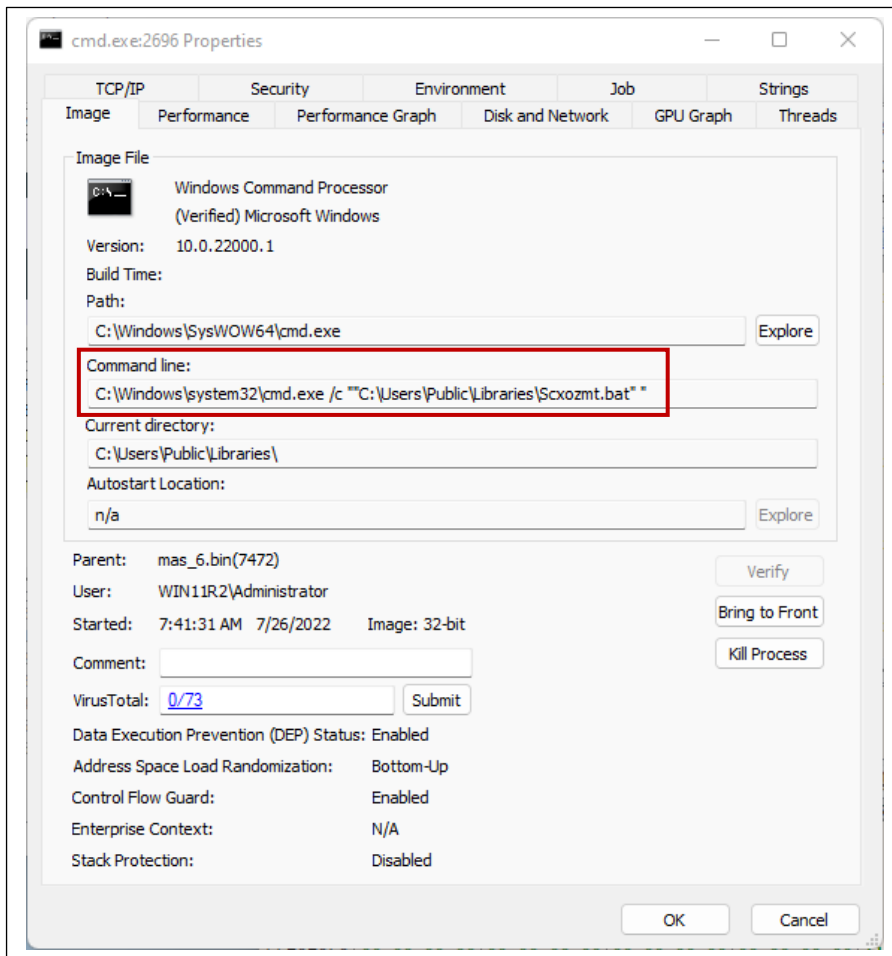 cmd.exe:2696 Properties
TCP/IP Security Environment Job Strings
Image Performance Performance Graph Disk and Network GPU Graph Threads
Image File
Windows Command Processor
(Verified) Microsoft Windows
Version: 10.0.22000.1
Build Time:
Path:
C:\Windows\SysWOW64\cmd.exe Explore
Command line:
C:\Windows\system32\cmd.exe /c ""C:\Users\Public\Libraries\Scxozmt.bat" "
Current directory:
C:\Users\Public\Libraries\
Autostart Location:
n/a Explore
Parent: mas_6.bin(7472)
Verify
User: WIN11R2\Administrator
Bring to Front
Started: 7:41:31 AM 7/26/2022 Image: 32-bit
Kill Process
Comment:
VirusTotal: 0/73 Submit
Data Execution Prevention (DEP) Status: Enabled
Address Space Load Randomization: Bottom-Up
Control Flow Guard: Enabled
Enterprise Context: N/A
Stack Protection: Disabled
OK Cancel